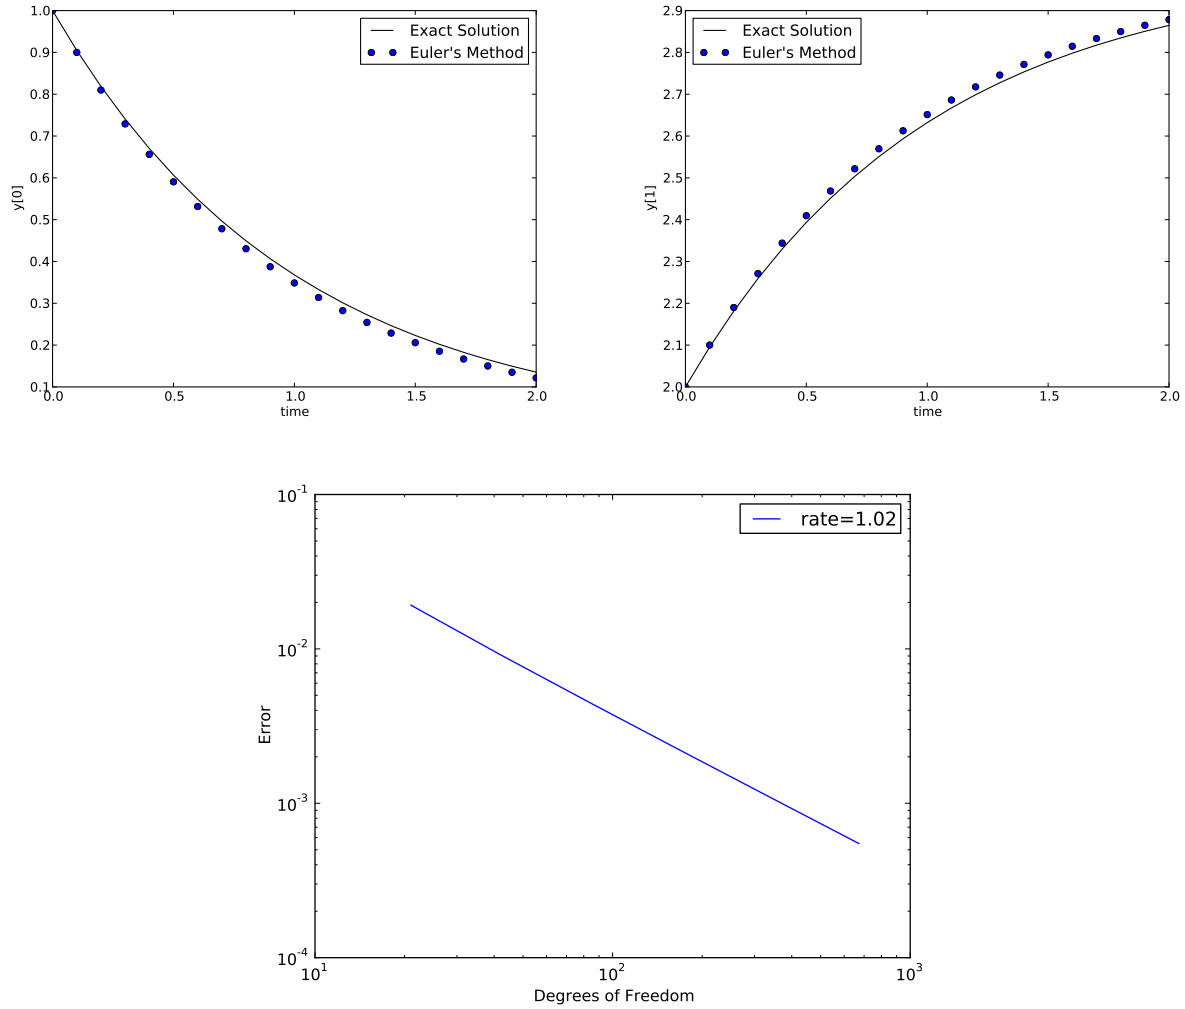 1.0
0.9
0.8
0.7
0.6
0.5
0.4
0.3
0.2
0.1
y[0]
Exact Solution
Euler's Method
0.0 0.5 1.0 1.5 2.0
time
2.9
2.8
2.7
2.6
2.5
2.4
2.3
2.2
2.1
2.0
y[1]
Exact Solution
Euler's Method
0.0 0.5 1.0 1.5 2.0
time
10^-1
10^-2
10^-3
10^-4
Error
rate=1.02
10^1 10^2 10^3
Degrees of Freedom